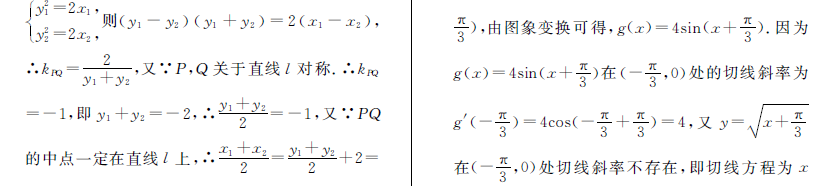 {y₁²=2x₁,
y₂²=2x₂, 则(y₁－y₂)(y₁＋y₂)＝2(x₁－x₂),
∴k_PQ＝2/(y₁＋y₂),又∵P,Q关于直线l对称.∴k_PQ
＝－1,即y₁＋y₂＝－2,∴(y₁＋y₂)/2＝－1,又∵PQ
的中点一定在直线l上,∴(x₁＋x₂)/2＝(y₁＋y₂)/2＋2＝
π/3),由图象变换可得,g(x)＝4sin(x＋π/3).因为
g(x)＝4sin(x＋π/3)在(－π/3,0)处的切线斜率为
g′(－π/3)＝4cos(－π/3＋π/3)＝4,又y＝√(x＋π/3)
在(－π/3,0)处切线斜率不存在,即切线方程为x